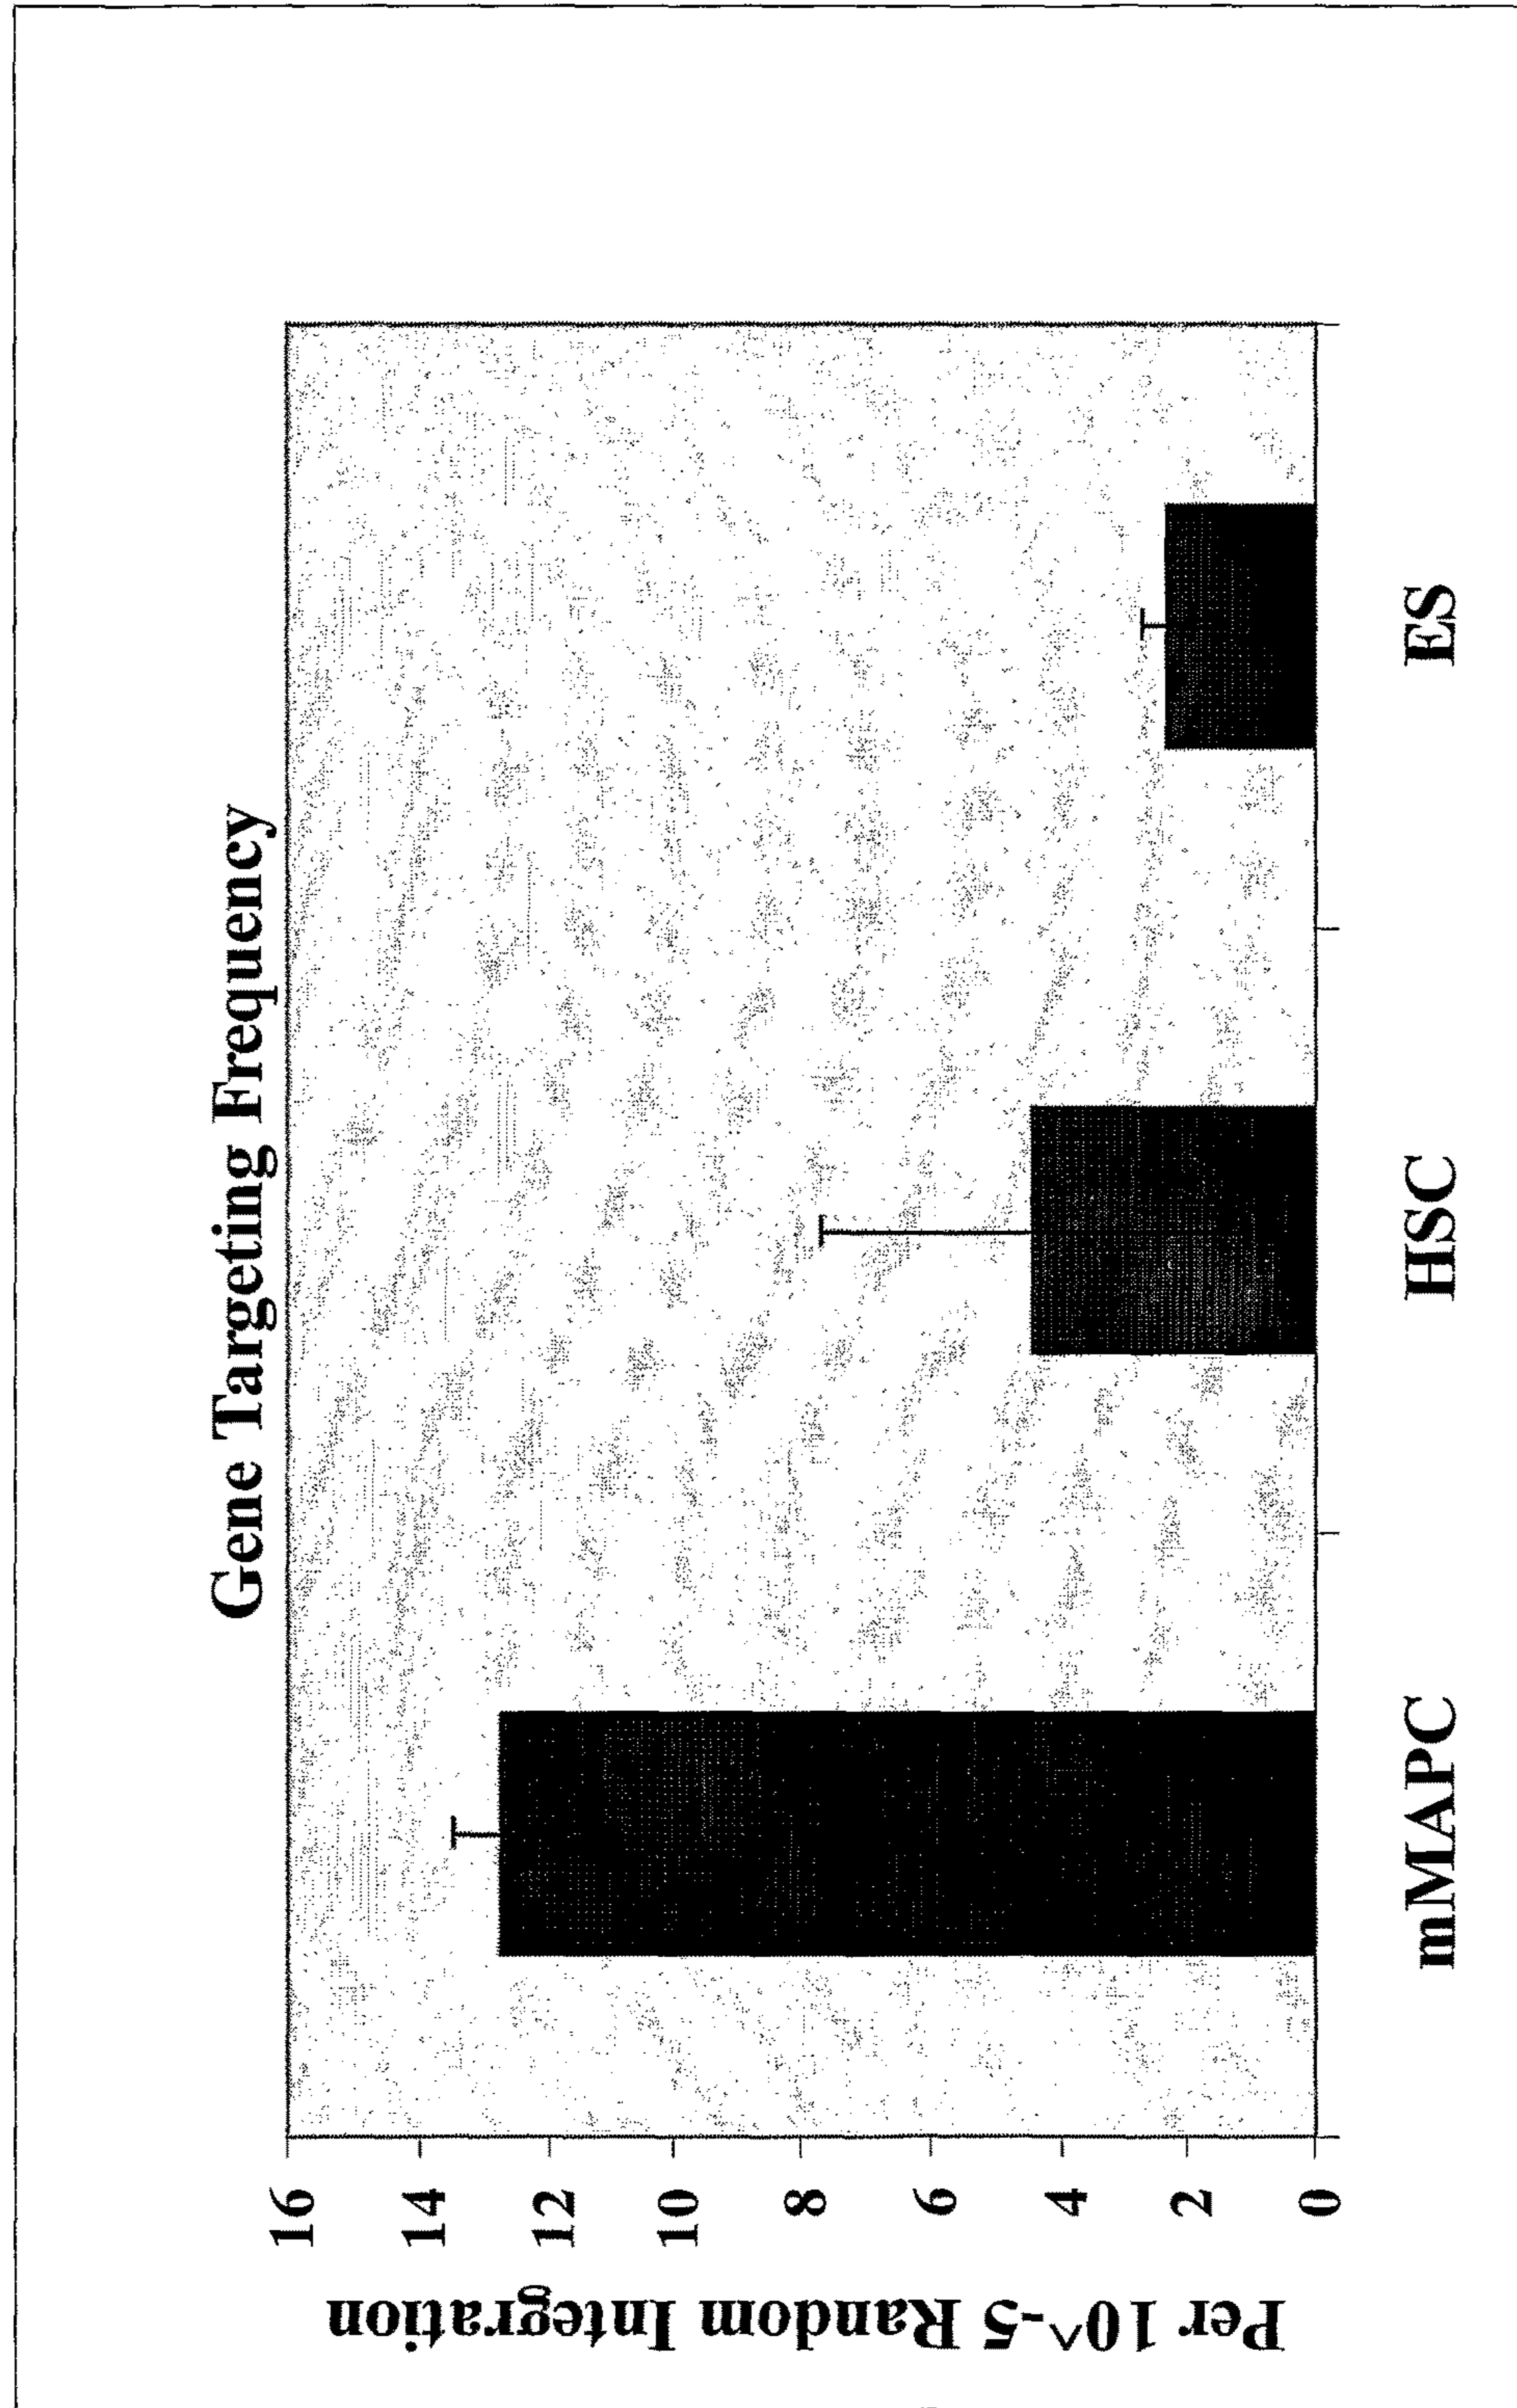 Gene Targeting Frequency
Per 10^-5 Random Integration
16
14
12
10
8
6
4
2
0
mMAPC
HSC
ES